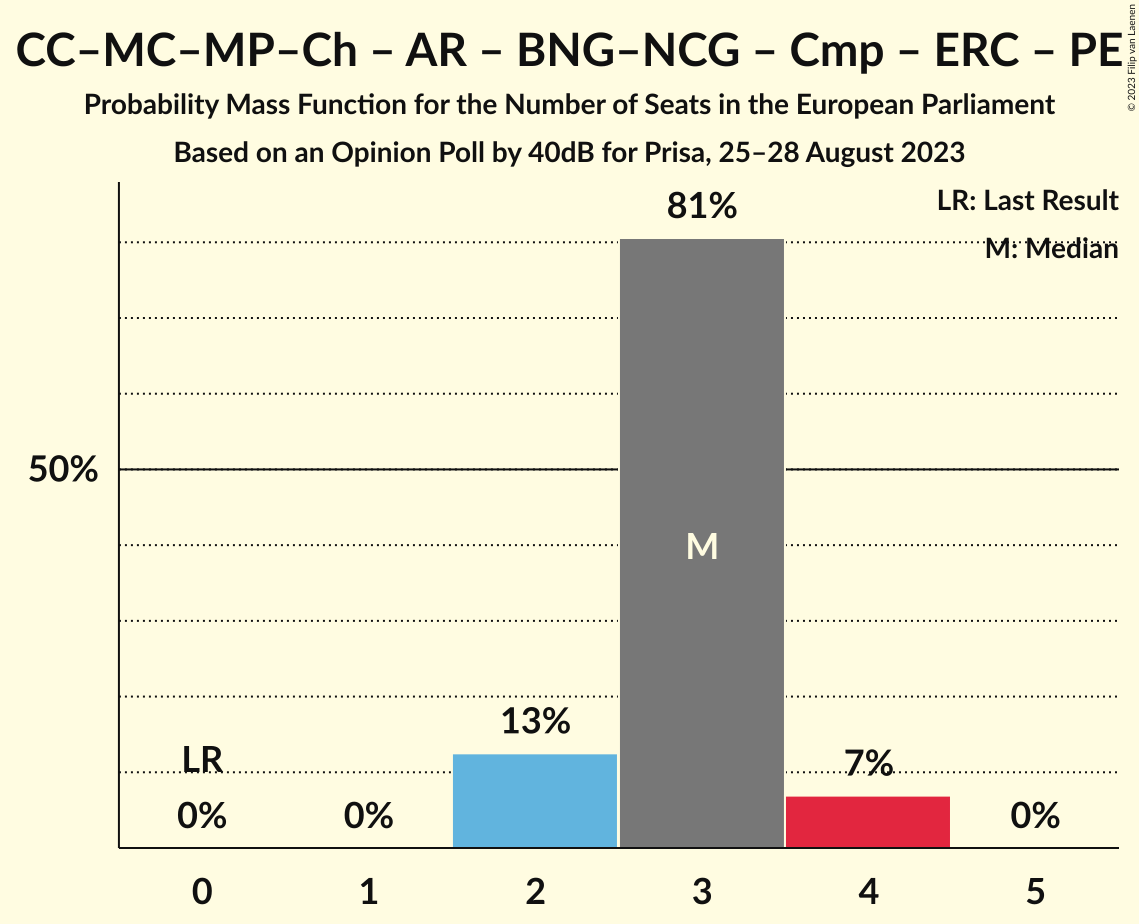 CC–MC–MP–Ch – AR – BNG–NCG – Cmp – ERC – PE
Probability Mass Function for the Number of Seats in the European Parliament
Based on an Opinion Poll by 40dB for Prisa, 25–28 August 2023
© 2023 Filip van Laenen
LR: Last Result
M: Median
81%
50%
M
13%
LR
7%
0%
0%
0%
0
1
2
3
4
5